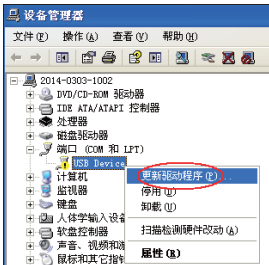 设备管理器
文件(F) 操作(A) 查看(V) 帮助(H)
2014-0303-1002
DVD/CD-ROM 驱动器
IDE ATA/ATAPI 控制器
处理器
磁盘驱动器
端口 (COM 和 LPT)
USB Device
计算机
监视器
键盘
人体学输入设备
软盘控制器
声音、视频和
鼠标和其它指针
更新驱动程序(P)...
停用(D)
卸载(U)
扫描检测硬件改动(A)
属性(R)